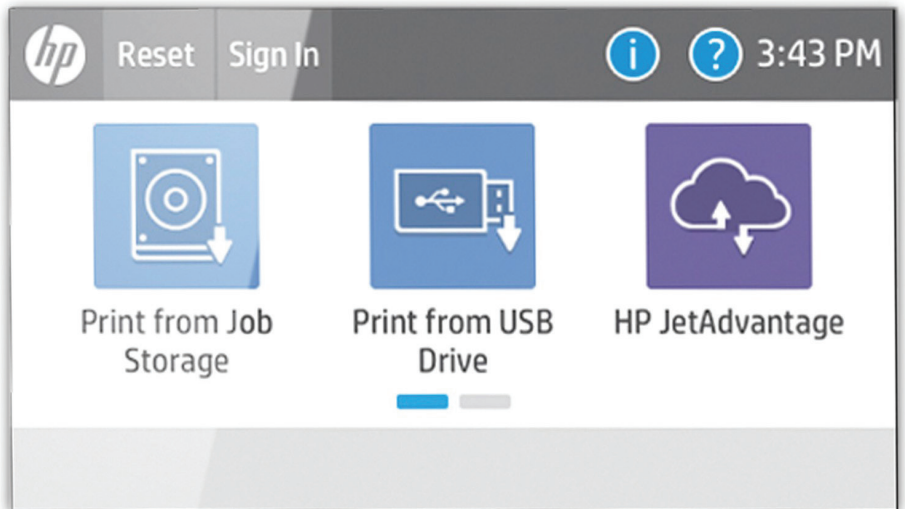 hp Reset Sign In i ? 3:43 PM
Print from Job
Storage
Print from USB
Drive
HP JetAdvantage